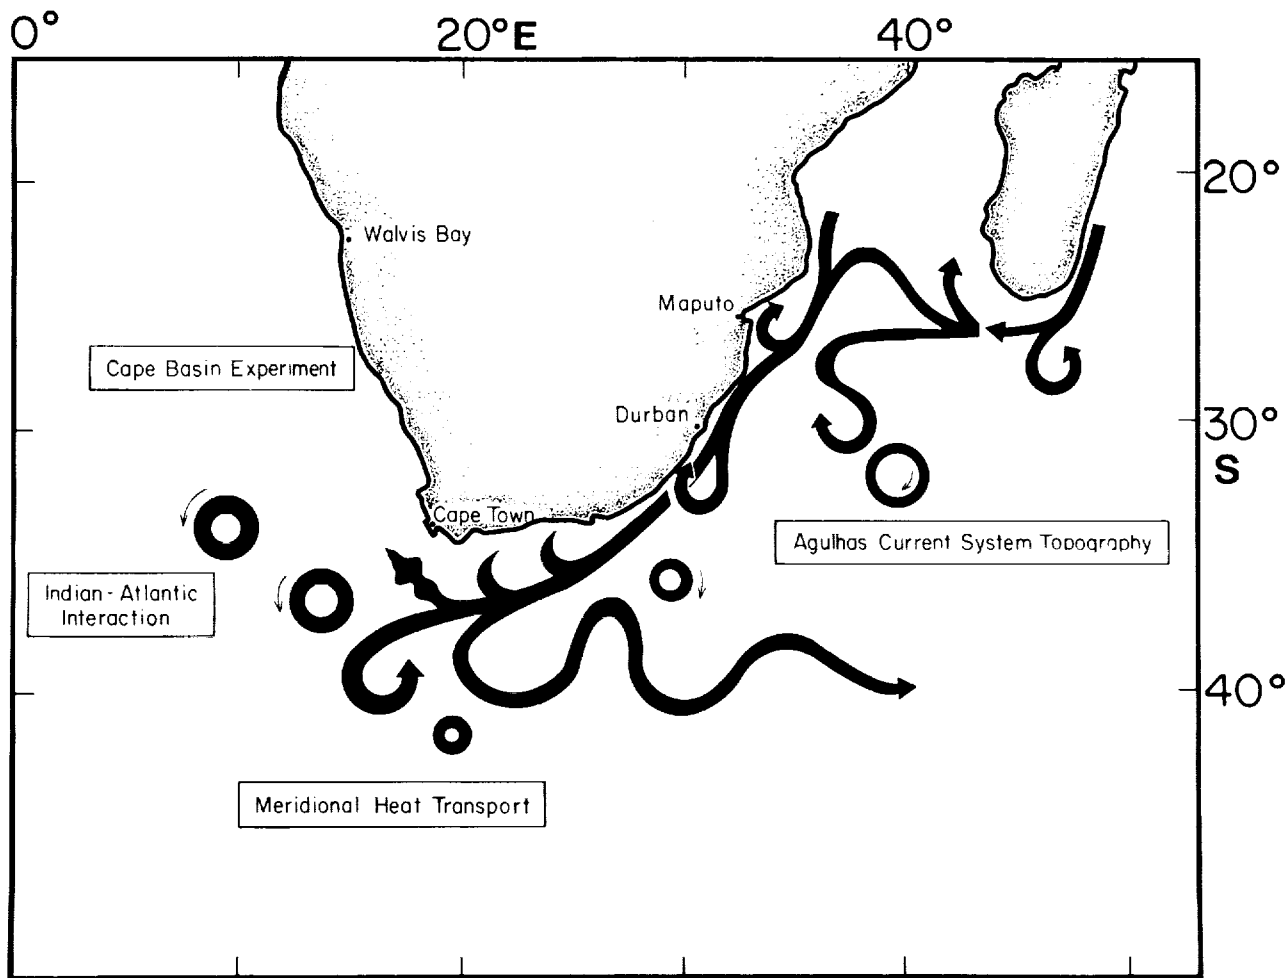 0° 20°E 40°
20°
Walvis Bay
Maputo
Cape Basin Experiment
Durban
30°
S
Cape Town
Agulhas Current System Topography
Indian-Atlantic
Interaction
40°
Meridional Heat Transport